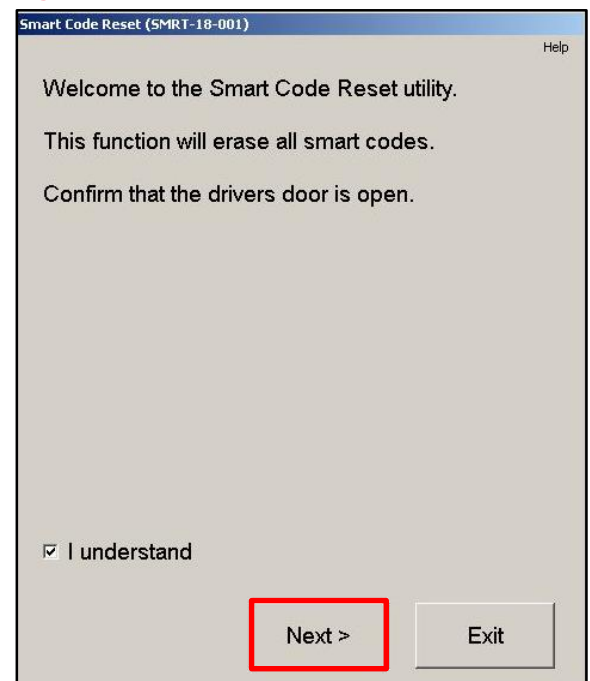 Smart Code Reset (SMRT-18-001)
Help
Welcome to the Smart Code Reset utility.
This function will erase all smart codes.
Confirm that the drivers door is open.
I understand
Next >
Exit